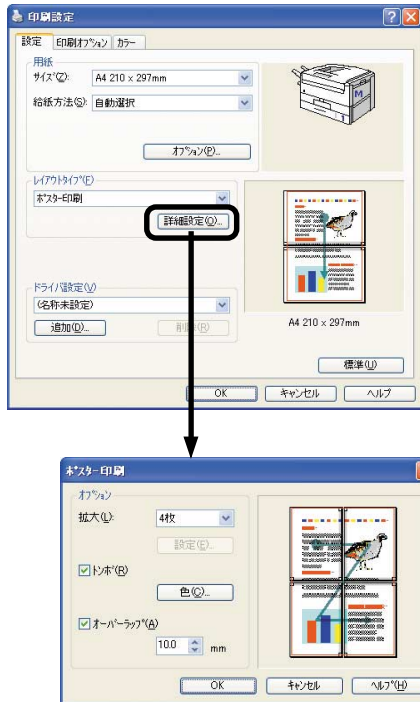 印刷設定
設定 印刷オプション カラー
用紙
サイズ(Z): A4 210 x 297mm
給紙方法(S): 自動選択
オプション(P)...
M
レイアウトタイプ(E)
ポスター印刷
詳細設定(O)...
ドライバ設定(V)
(名称未設定)
追加(D)... 削除(R)
A4 210 x 297mm
標準(U)
OK キャンセル ヘルプ
ポスター印刷
オプション
拡大(L): 4枚
設定(E)...
トンボ(R)
色(C)...
オーバーラップ(A)
10.0 mm
OK キャンセル ヘルプ(H)